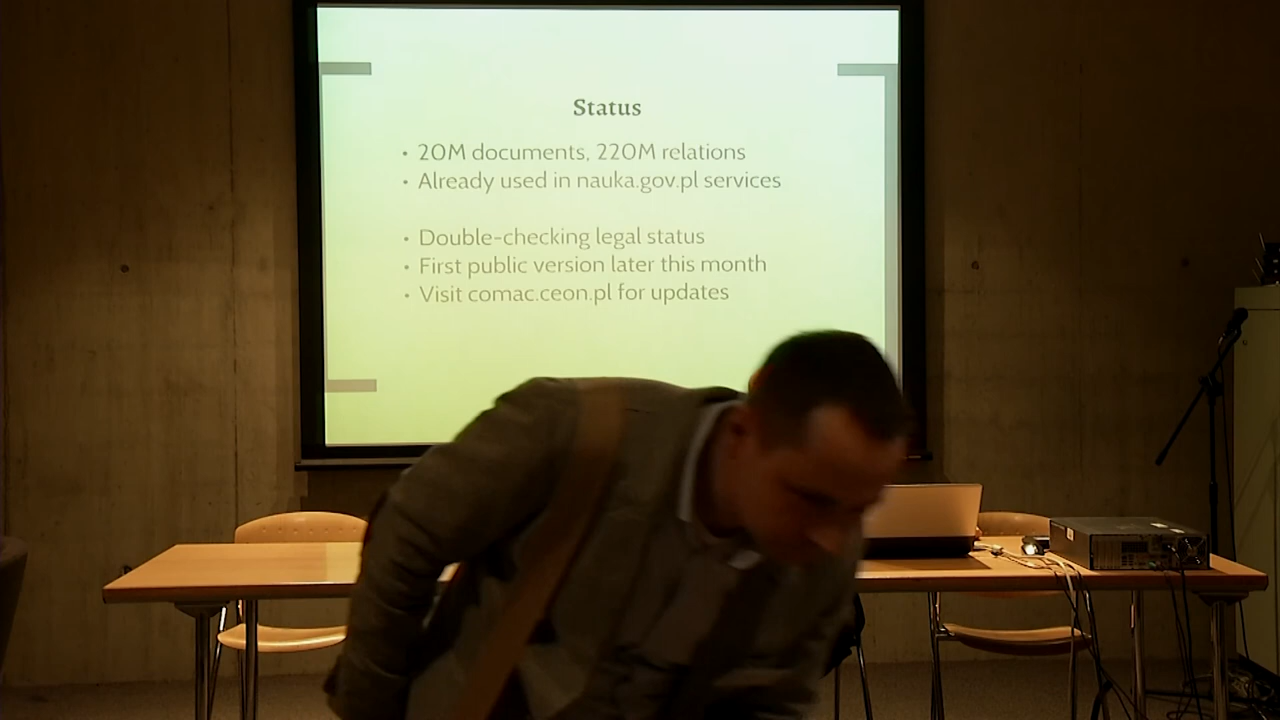 Status
• 20M documents, 220M relations
• Already used in nauka.gov.pl services
• Double-checking legal status
• First public version later this month
• Visit comac.ceon.pl for updates